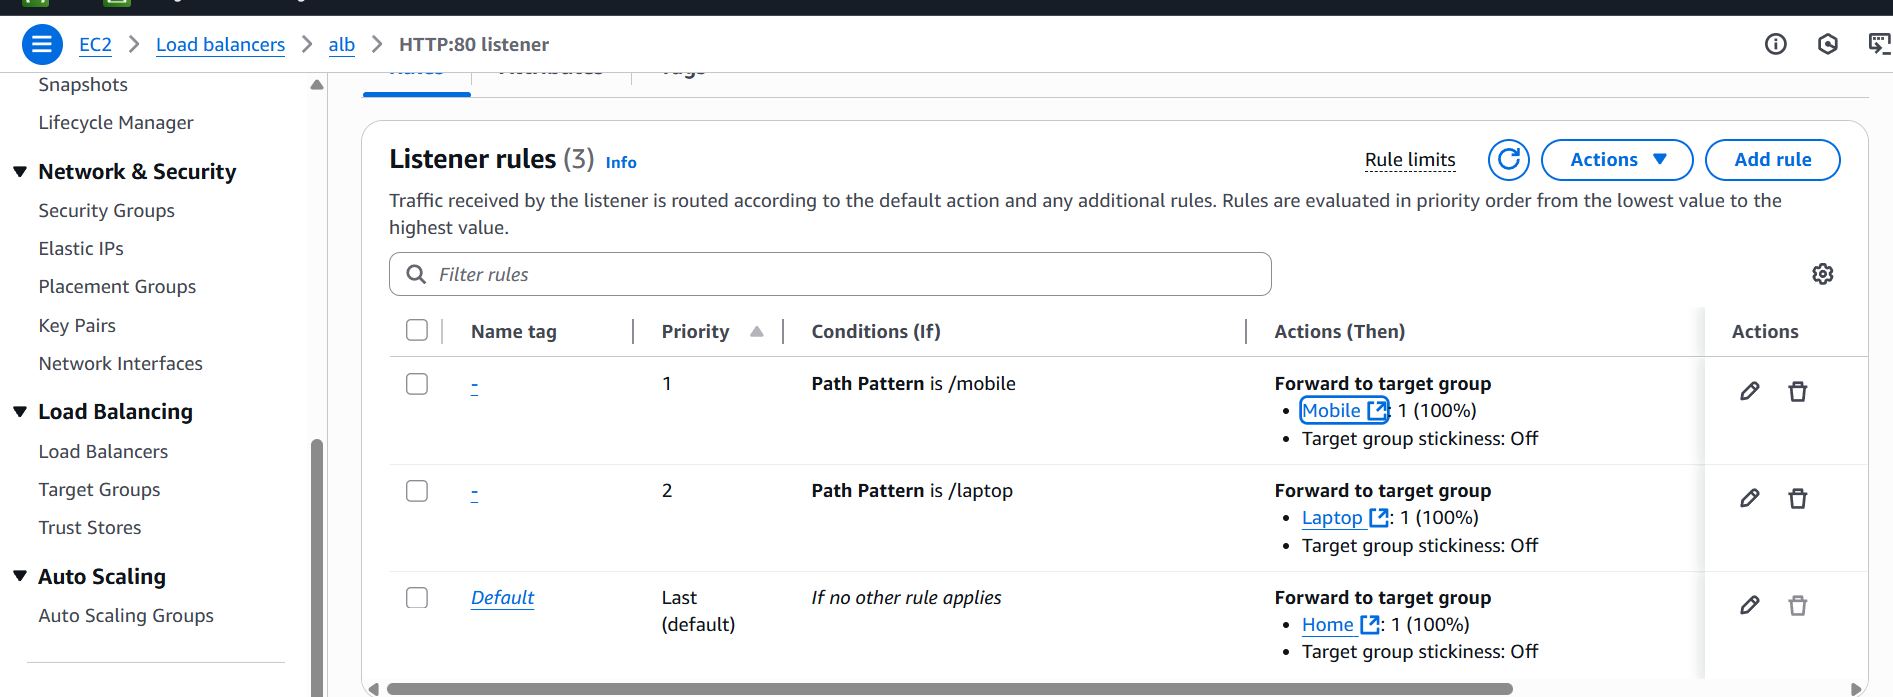 EC2 > Load balancers > alb > HTTP:80 listener
Snapshots
Lifecycle Manager
Network & Security
Security Groups
Elastic IPs
Placement Groups
Key Pairs
Network Interfaces
Load Balancing
Load Balancers
Target Groups
Trust Stores
Auto Scaling
Auto Scaling Groups
Rules Attributes Tags
Listener rules (3) Info
Rule limits Actions Add rule
Traffic received by the listener is routed according to the default action and any additional rules. Rules are evaluated in priority order from the lowest value to the
highest value.
Filter rules
Name tag Priority Conditions (If) Actions (Then) Actions
- 1 Path Pattern is /mobile Forward to target group
• Mobile : 1 (100%)
• Target group stickiness: Off
- 2 Path Pattern is /laptop Forward to target group
• Laptop : 1 (100%)
• Target group stickiness: Off
Default Last If no other rule applies Forward to target group
(default) • Home : 1 (100%)
• Target group stickiness: Off